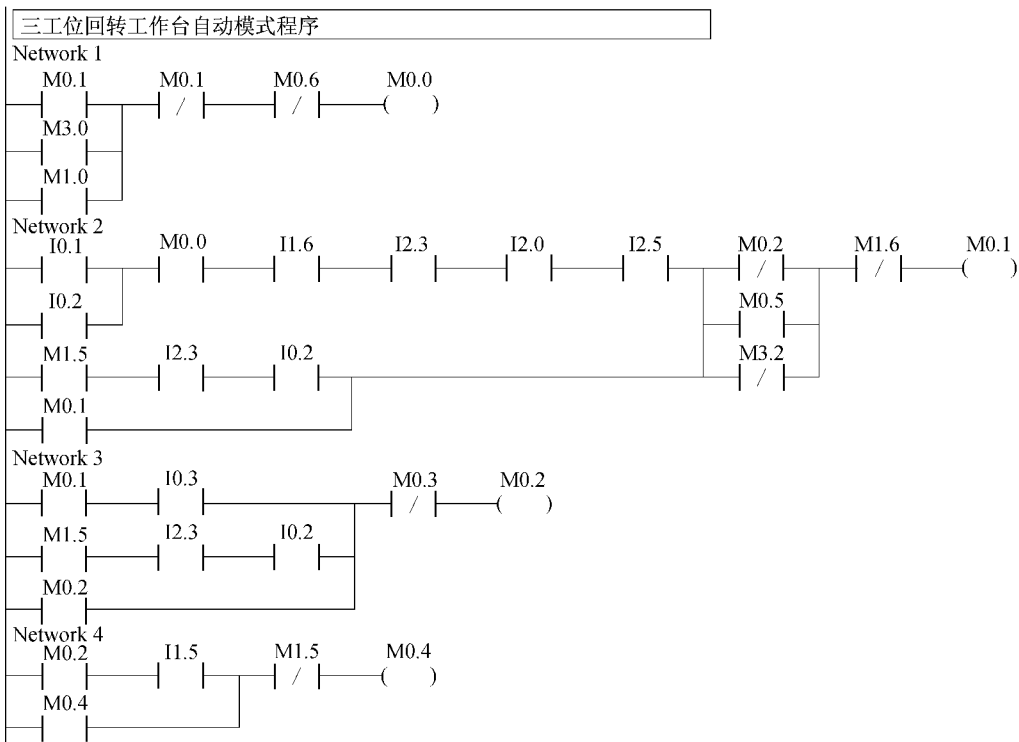 三工位回转工作台自动模式程序
Network 1
M0.1 M0.1 M0.6 M0.0
M3.0
M1.0
Network 2
I0.1 M0.0 I1.6 I2.3 I2.0 I2.5 M0.2 M1.6 M0.1
I0.2 M0.5
M1.5 I2.3 I0.2 M3.2
M0.1
Network 3
M0.1 I0.3 M0.3 M0.2
M1.5 I2.3 I0.2
M0.2
Network 4
M0.2 I1.5 M1.5 M0.4
M0.4